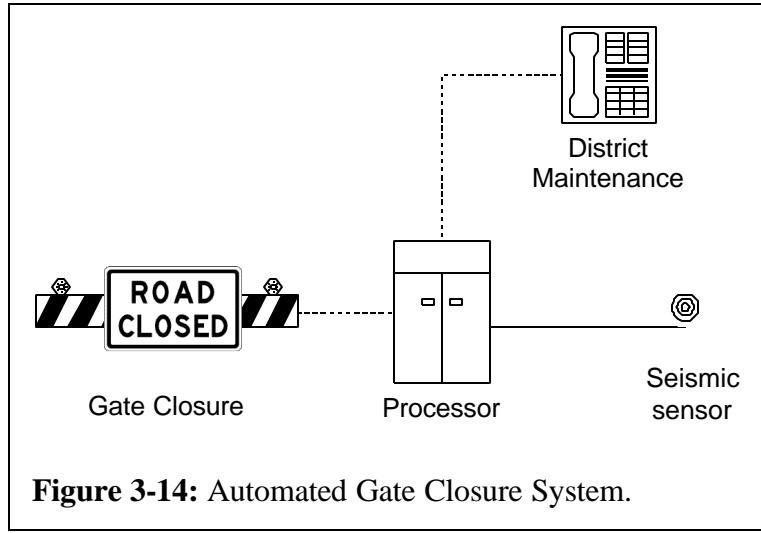 District
Maintenance
ROAD
CLOSED
Gate Closure
Processor
Seismic
sensor
Figure 3-14: Automated Gate Closure System.